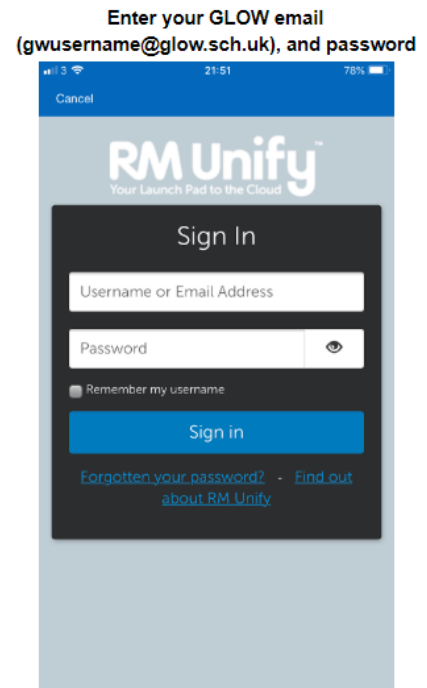 Enter your GLOW email
(gwusername@glow.sch.uk), and password
3 21:51 78%
Cancel
RM Unify™
Your Launch Pad to the Cloud
Sign In
Username or Email Address
Password
Remember my username
Sign in
Forgotten your password? - Find out
about RM Unify